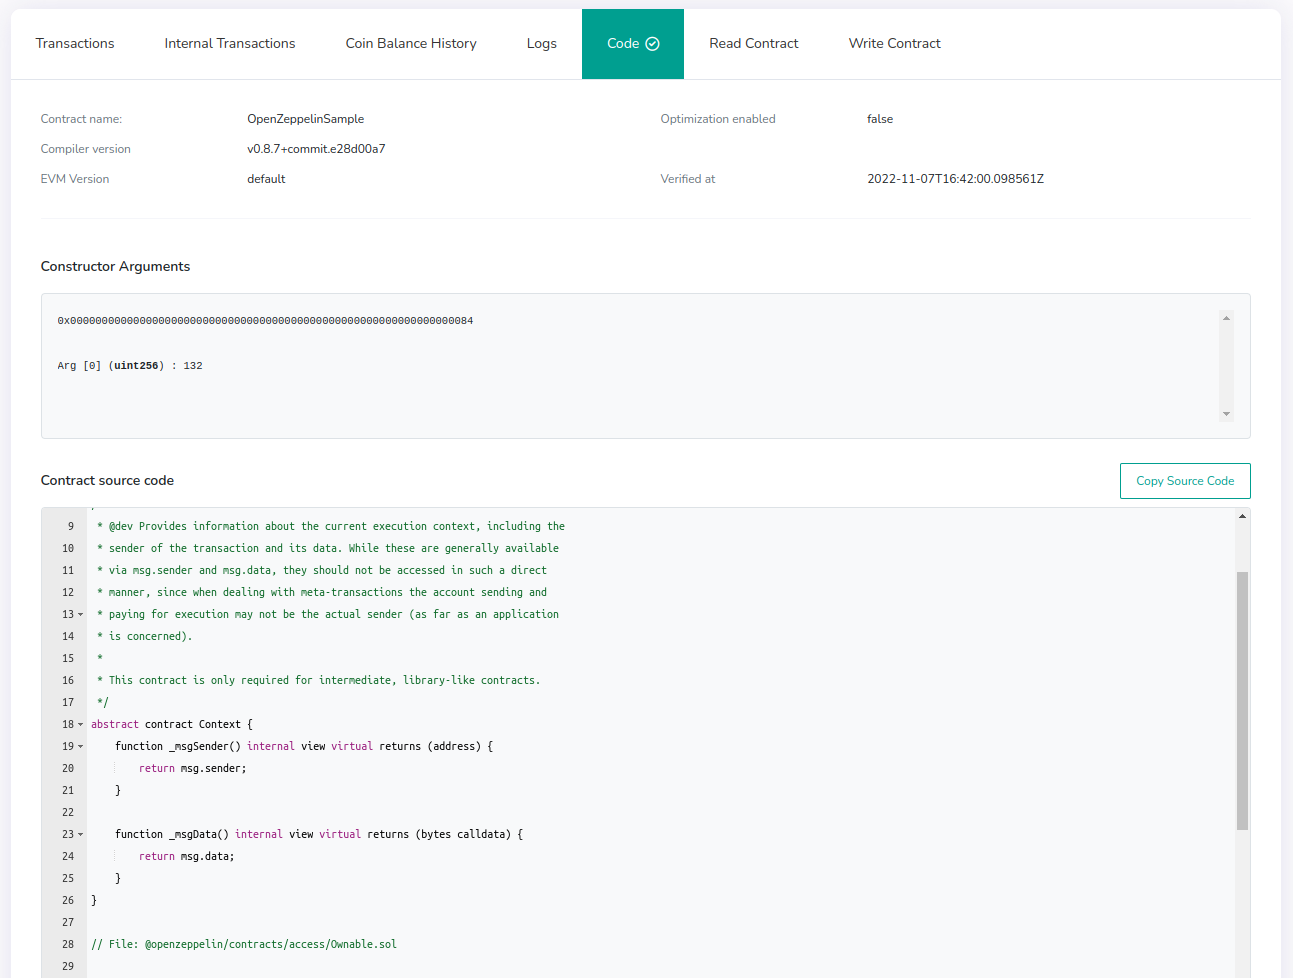 Transactions Internal Transactions Coin Balance History Logs Code Read Contract Write Contract
Contract name: OpenZeppelinSample Optimization enabled false
Compiler version v0.8.7+commit.e28d00a7
EVM Version default Verified at 2022-11-07T16:42:00.098561Z
Constructor Arguments
0x0000000000000000000000000000000000000000000000000000000000000084
Arg [0] (uint256) : 132
Contract source code Copy Source Code
9 * @dev Provides information about the current execution context, including the
10 * sender of the transaction and its data. While these are generally available
11 * via msg.sender and msg.data, they should not be accessed in such a direct
12 * manner, since when dealing with meta-transactions the account sending and
13 * paying for execution may not be the actual sender (as far as an application
14 * is concerned).
15 *
16 * This contract is only required for intermediate, library-like contracts.
17 */
18 abstract contract Context {
19 function _msgSender() internal view virtual returns (address) {
20 return msg.sender;
21 }
22
23 function _msgData() internal view virtual returns (bytes calldata) {
24 return msg.data;
25 }
26 }
27
28 // File: @openzeppelin/contracts/access/Ownable.sol
29